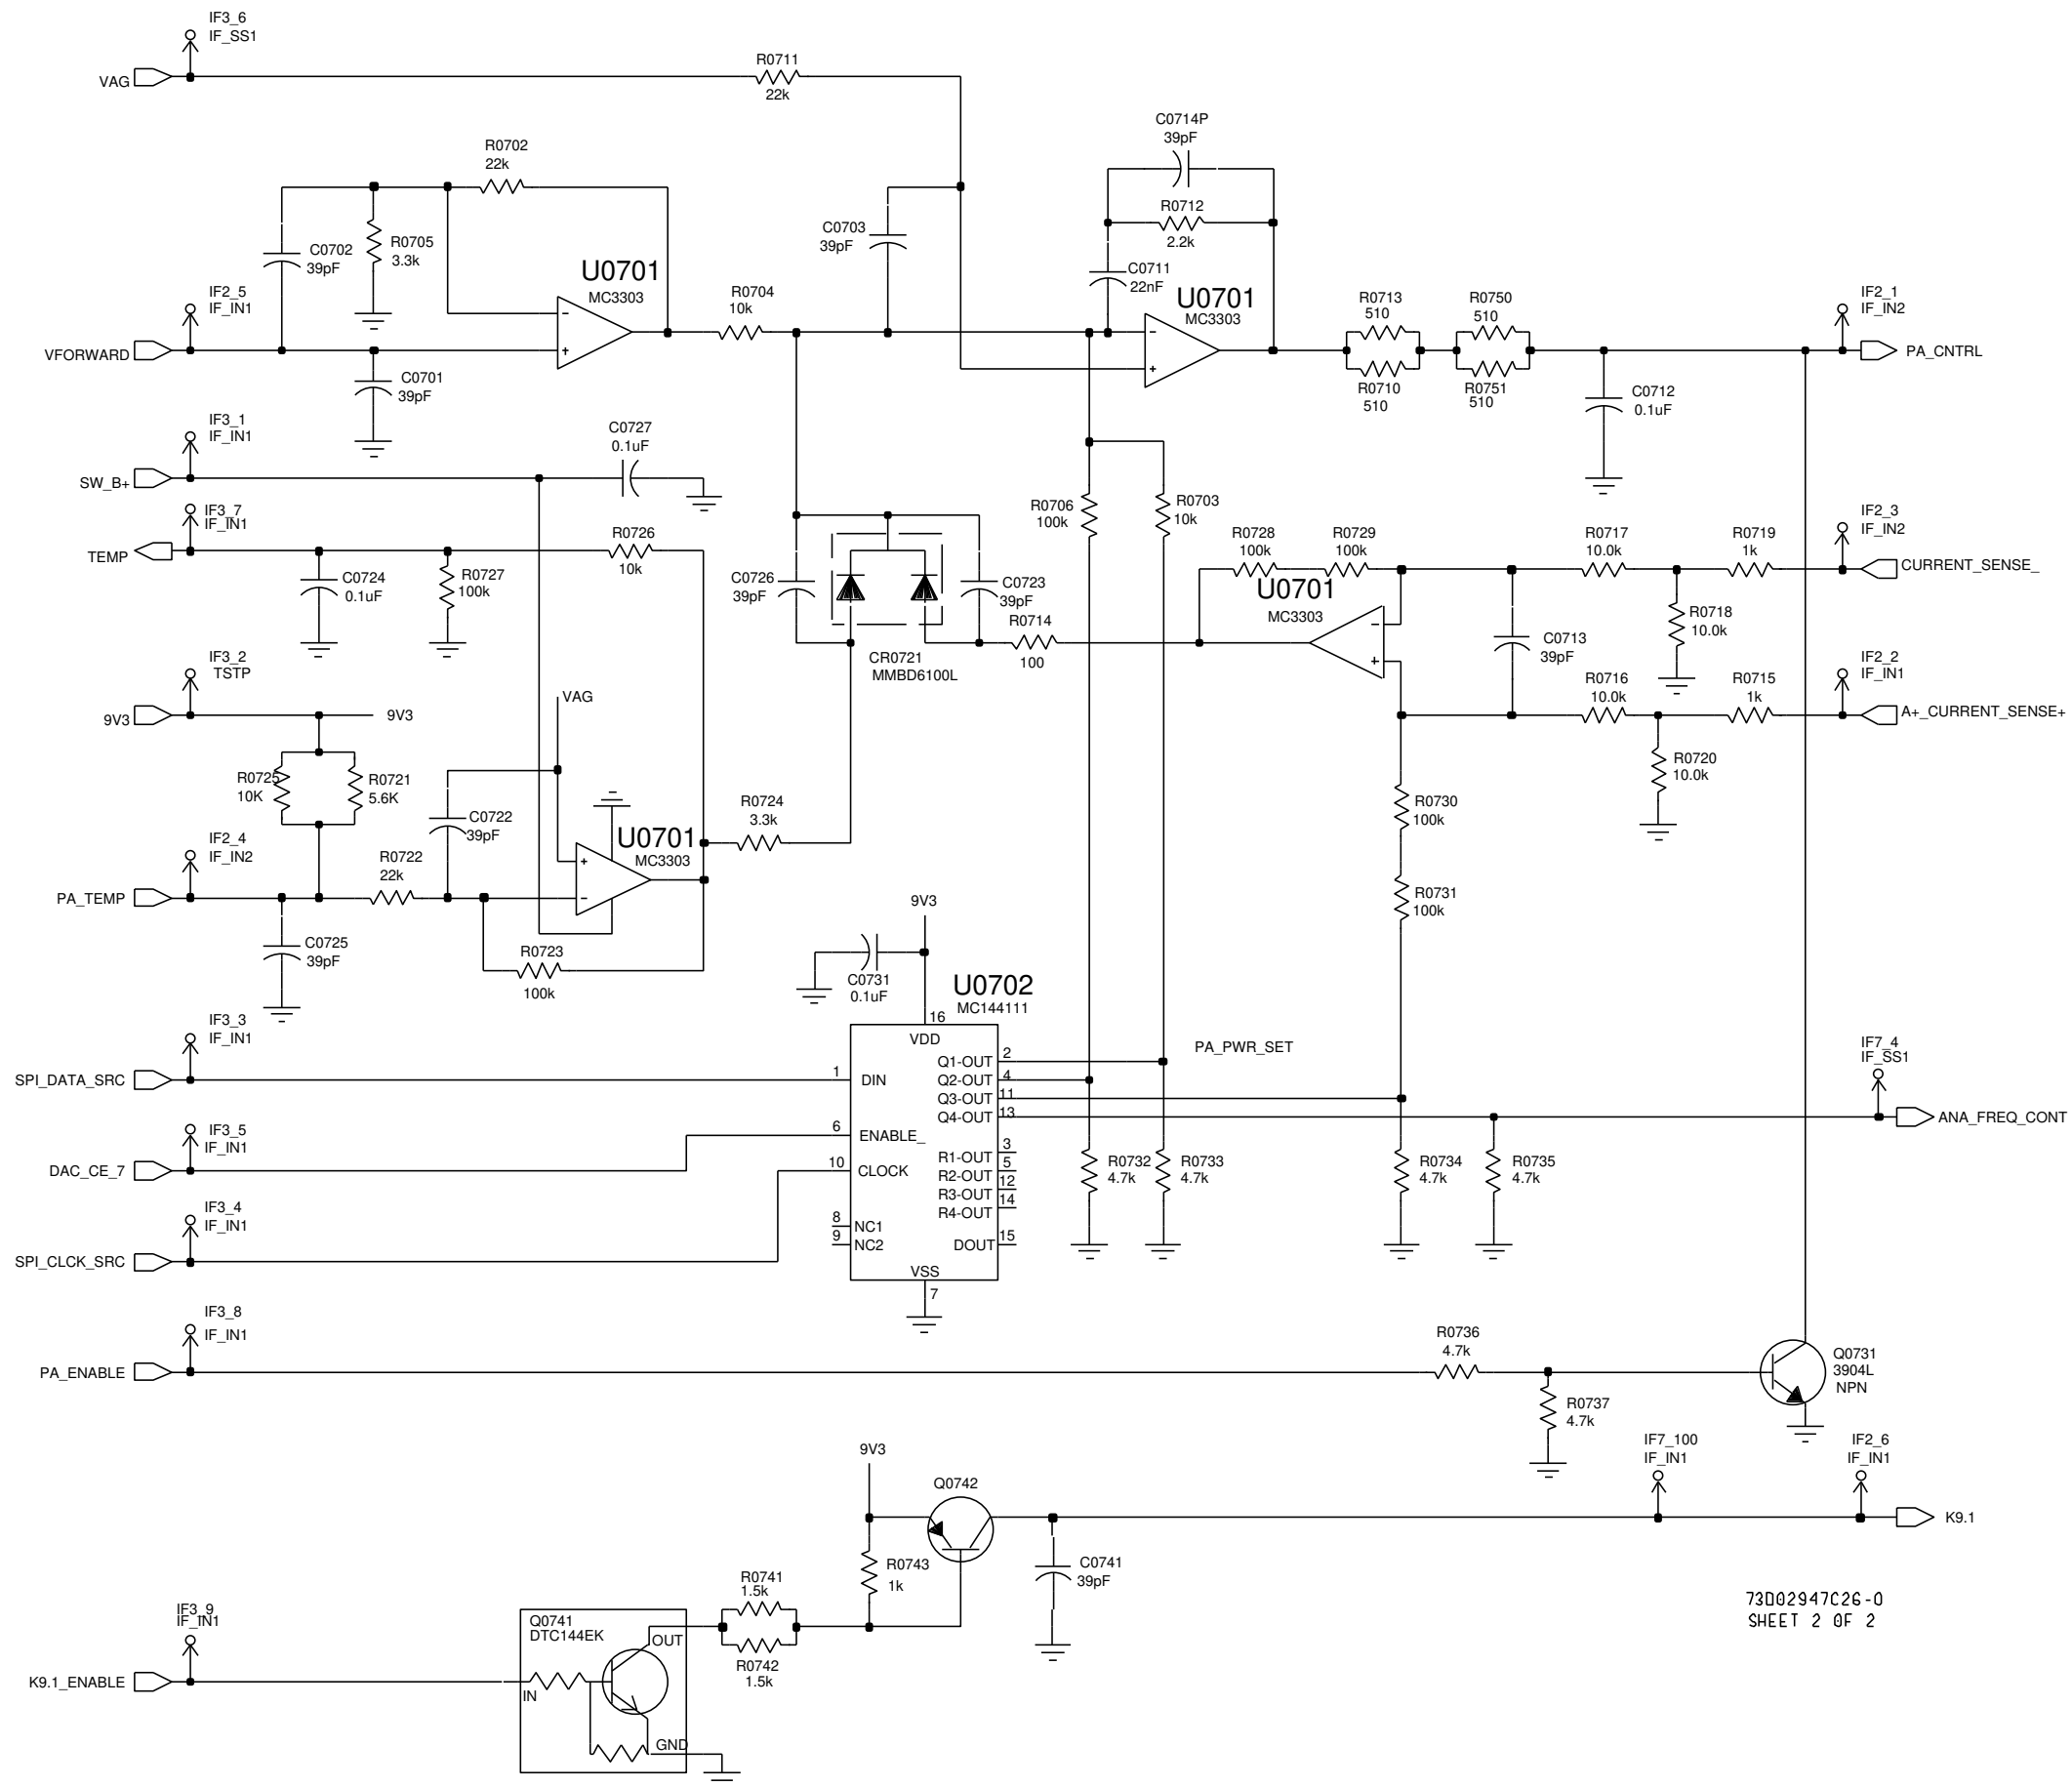 IF3_6
IF_SS1
VAG
R0711
22k
C0714P
39pF
R0702
22k
R0712
2.2k
C0702
39pF
R0705
3.3k
C0703
39pF
C0711
22nF
U0701
MC3303
-
+
U0701
MC3303
-
+
IF2_5
IF_IN1
VFORWARD
R0704
10k
R0713
510
R0750
510
R0710
510
R0751
510
IF2_1
IF_IN2
PA_CNTRL
C0701
39pF
C0712
0.1uF
IF3_1
IF_IN1
SW_B+
C0727
0.1uF
IF3_7
IF_IN1
TEMP
R0726
10k
R0706
100k
R0703
10k
R0728
100k
R0729
100k
R0717
10.0k
R0719
1k
IF2_3
IF_IN2
CURRENT_SENSE_
C0724
0.1uF
R0727
100k
C0726
39pF
C0723
39pF
U0701
MC3303
-
+
R0718
10.0k
R0714
100
C0713
39pF
CR0721
MMBD6100L
IF3_2
TSTP
9V3
9V3
VAG
R0716
10.0k
R0715
1k
IF2_2
IF_IN1
A+_CURRENT_SENSE+
R0725
10K
R0721
5.6K
R0720
10.0k
C0722
39pF
U0701
MC3303
+
-
R0724
3.3k
R0730
100k
IF2_4
IF_IN2
PA_TEMP
R0722
22k
R0731
100k
C0725
39pF
R0723
100k
9V3
C0731
0.1uF
U0702
MC144111
16
VDD
IF3_3
IF_IN1
SPI_DATA_SRC
1
DIN
Q1-OUT
2
Q2-OUT
4
Q3-OUT
11
Q4-OUT
13
PA_PWR_SET
IF7_4
IF_SS1
ANA_FREQ_CONT
IF3_5
IF_IN1
DAC_CE_7
6
ENABLE_
10
CLOCK
R1-OUT
3
R2-OUT
5
R3-OUT
12
R4-OUT
14
R0732
4.7k
R0733
4.7k
R0734
4.7k
R0735
4.7k
IF3_4
IF_IN1
SPI_CLCK_SRC
8
NC1
9
NC2
DOUT
15
VSS
7
IF3_8
IF_IN1
PA_ENABLE
R0736
4.7k
Q0731
3904L
NPN
R0737
4.7k
9V3
Q0742
IF7_100
IF_IN1
IF2_6
IF_IN1
K9.1
R0743
1k
C0741
39pF
R0741
1.5k
R0742
1.5k
73D02947C26-O
SHEET 2 OF 2
IF3_9
IF_IN1
K9.1_ENABLE
Q0741
DTC144EK
OUT
IN
GND